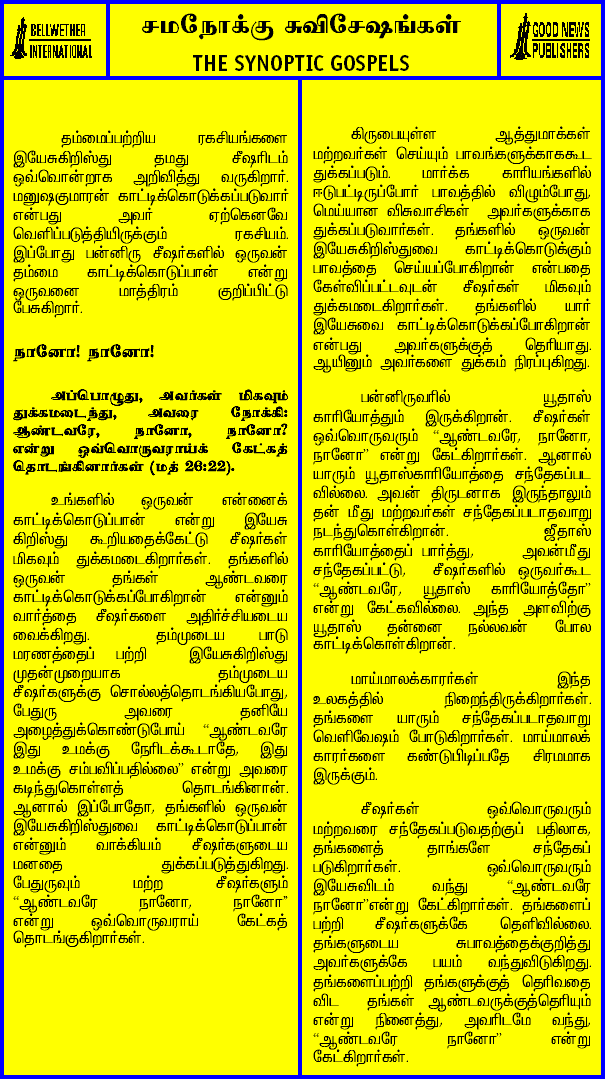 BELLWETHER
INTERNATIONAL
சமநோக்கு சுவிசேஷங்கள்
THE SYNOPTIC GOSPELS
GOOD NEWS
PUBLISHERS
தம்மைப்பற்றிய ரகசியங்களை
இயேசுகிறிஸ்து தமது சீஷரிடம்
ஒவ்வொன்றாக அறிவித்து வருகிறார்.
மனுஷகுமாரன் காட்டிக்கொடுக்கப்படுவார்
என்பது அவர் ஏற்கெனவே
வெளிப்படுத்தியிருக்கும் ரகசியம்.
இப்போது பன்னிரு சீஷர்களில் ஒருவன்
தம்மை காட்டிக்கொடுப்பான் என்று
ஒருவனை மாத்திரம் குறிப்பிட்டு
பேசுகிறார்.
நானோ! நானோ!
அப்பொழுது, அவர்கள் மிகவும்
துக்கமடைந்து, அவரை நோக்கி:
ஆண்டவரே, நானோ, நானோ?
என்று ஒவ்வொருவராய்க் கேட்கத்
தொடங்கினார்கள் (மத் 26:22).
உங்களில் ஒருவன் என்னைக்
காட்டிக்கொடுப்பான் என்று இயேசு
கிறிஸ்து கூறியதைக்கேட்டு சீஷர்கள்
மிகவும் துக்கமடைகிறார்கள். தங்களில்
ஒருவன் தங்கள் ஆண்டவரை
காட்டிக்கொடுக்கப்போகிறான் என்னும்
வார்த்தை சீஷர்களை அதிர்ச்சியடைய
வைக்கிறது. தம்முடைய பாடு
மரணத்தைப் பற்றி இயேசுகிறிஸ்து
முதன்முறையாக தம்முடைய
சீஷர்களுக்கு சொல்லத்தொடங்கியபோது,
பேதுரு அவரை தனியே
அழைத்துக்கொண்டுபோய் “ஆண்டவரே
இது உமக்கு நேரிடக்கூடாதே, இது
உமக்கு சம்பவிப்பதில்லை” என்று அவரை
கடிந்துகொள்ளத் தொடங்கினான்.
ஆனால் இப்போதோ, தங்களில் ஒருவன்
இயேசுகிறிஸ்துவை காட்டிக்கொடுப்பான்
என்னும் வாக்கியம் சீஷர்களுடைய
மனதை துக்கப்படுத்துகிறது.
பேதுருவும் மற்ற சீஷர்களும்
“ஆண்டவரே நானோ, நானோ”
என்று ஒவ்வொருவராய் கேட்கத்
தொடங்குகிறார்கள்.
கிருபையுள்ள ஆத்துமாக்கள்
மற்றவர்கள் செய்யும் பாவங்களுக்காககூட
துக்கப்படும். மார்க்க காரியங்களில்
ஈடுபட்டிருப்போர் பாவத்தில் விழும்போது,
மெய்யான விசுவாசிகள் அவர்களுக்காக
துக்கப்படுவார்கள். தங்களில் ஒருவன்
இயேசுகிறிஸ்துவை காட்டிக்கொடுக்கும்
பாவத்தை செய்யப்போகிறான் என்பதை
கேள்விப்பட்டவுடன் சீஷர்கள் மிகவும்
துக்கமடைகிறார்கள். தங்களில் யார்
இயேசுவை காட்டிக்கொடுக்கப்போகிறான்
என்பது அவர்களுக்குத் தெரியாது.
ஆயினும் அவர்களை துக்கம் நிரப்புகிறது.
பன்னிருவரில் யூதாஸ்
காரியோத்தும் இருக்கிறான். சீஷர்கள்
ஒவ்வொருவரும் “ஆண்டவரே, நானோ,
நானோ” என்று கேட்கிறார்கள். ஆனால்
யாரும் யூதாஸ்காரியோத்தை சந்தேகப்பட
வில்லை. அவன் திருடனாக இருந்தாலும்
தன் மீது மற்றவர்கள் சந்தேகப்படாதவாறு
நடந்துகொள்கிறான். ஜீதாஸ்
காரியோத்தைப் பார்த்து, அவன்மீது
சந்தேகப்பட்டு, சீஷர்களில் ஒருவர்கூட
“ஆண்டவரே, யூதாஸ் காரியோத்தோ”
என்று கேட்கவில்லை. அந்த அளவிற்கு
யூதாஸ் தன்னை நல்லவன் போல
காட்டிக்கொள்கிறான்.
மாய்மாலக்காரர்கள் இந்த
உலகத்தில் நிறைந்திருக்கிறார்கள்.
தங்களை யாரும் சந்தேகப்படாதவாறு
வெளிவேஷம் போடுகிறார்கள். மாய்மாலக்
காரர்களை கண்டுபிடிப்பதே சிரமமாக
இருக்கும்.
சீஷர்கள் ஒவ்வொருவரும்
மற்றவரை சந்தேகப்படுவதற்குப் பதிலாக,
தங்களைத் தாங்களே சந்தேகப்
படுகிறார்கள். ஒவ்வொருவரும்
இயேசுவிடம் வந்து “ஆண்டவரே
நானோ”என்று கேட்கிறார்கள். தங்களைப்
பற்றி சீஷர்களுக்கே தெளிவில்லை.
தங்களுடைய சுபாவத்தைக்குறித்து
அவர்களுக்கே பயம் வந்துவிடுகிறது.
தங்களைப்பற்றி தங்களுக்குத் தெரிவதை
விட தங்கள் ஆண்டவருக்குத்தெரியும்
என்று நினைத்து, அவரிடமே வந்து,
“ஆண்டவரே நானோ” என்று
கேட்கிறார்கள்.